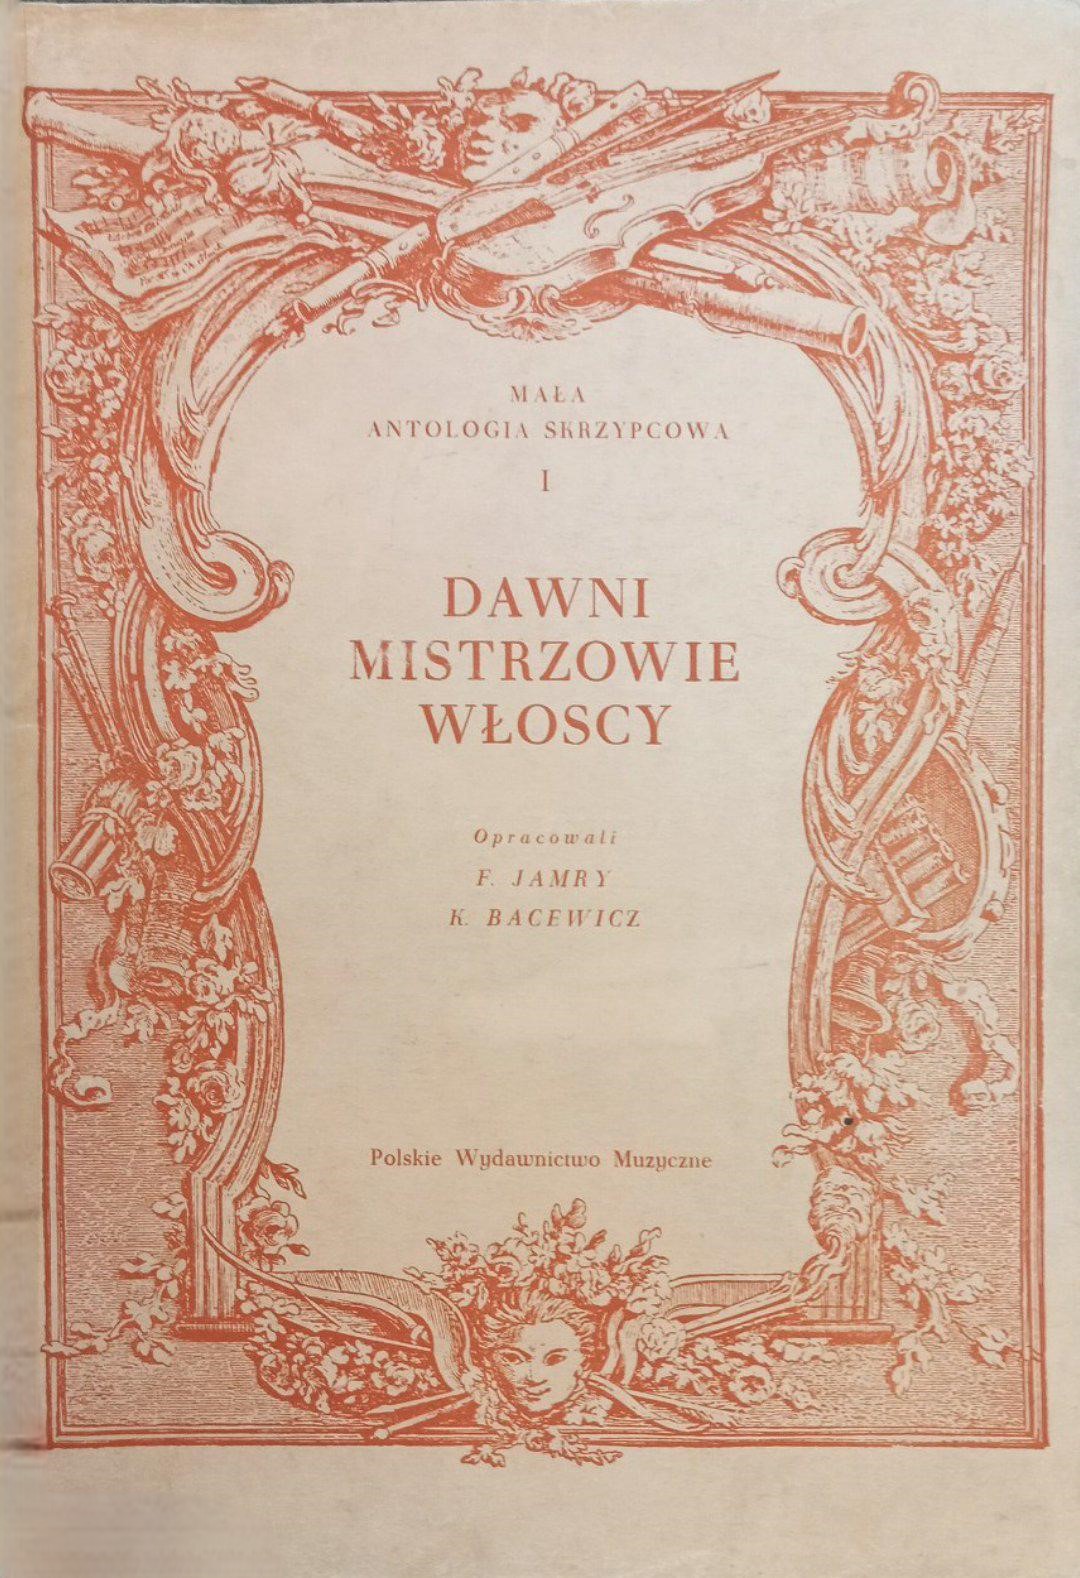 MAŁA
ANTOLOGIA SKRZYPCOWA
I
DAWNI
MISTRZOWIE
WŁOSCY
Opracowali
F. JAMRY
K. BACEWICZ
Polskie Wydawnictwo Muzyczne